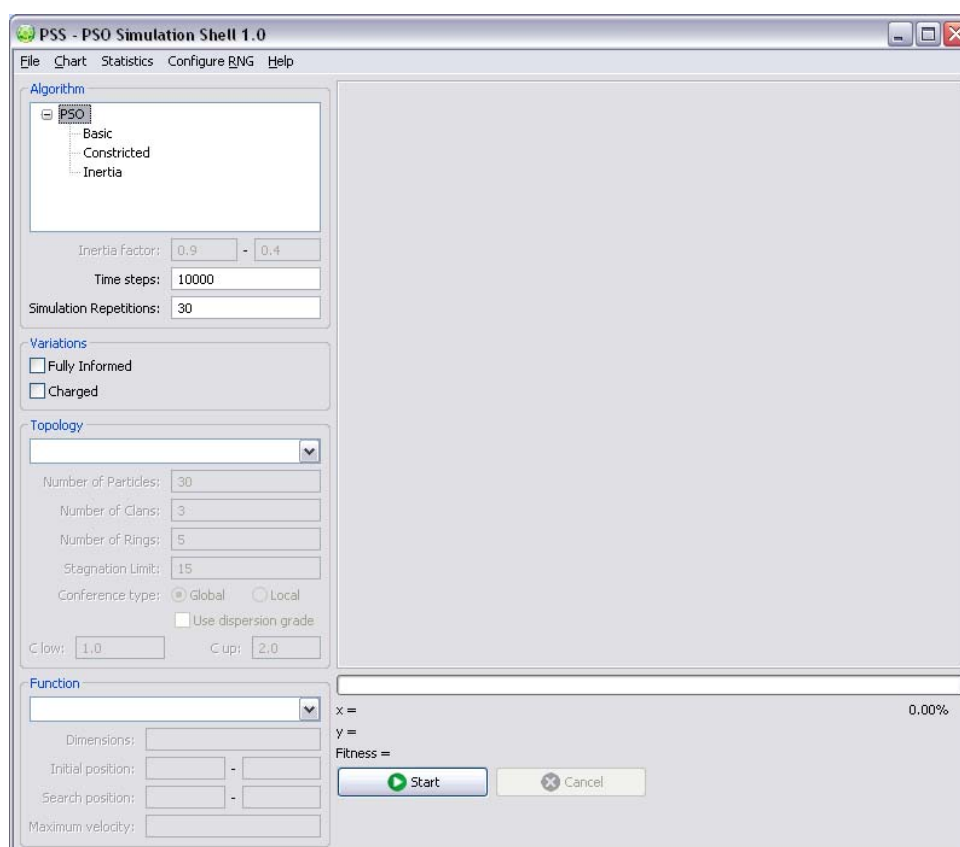 PSS - PSO Simulation Shell 1.0
File Chart Statistics Configure RNG Help
Algorithm
PSO
Basic
Constricted
Inertia
Inertia factor: 0.9 - 0.4
Time steps: 10000
Simulation Repetitions: 30
Variations
Fully Informed
Charged
Topology
Number of Particles: 30
Number of Clans: 3
Number of Rings: 5
Stagnation Limit: 15
Conference type: Global Local
Use dispersion grade
C low: 1.0 C up: 2.0
Function
Dimensions:
Initial position: -
Search position: -
Maximum velocity:
x = 0.00%
y =
Fitness =
Start Cancel